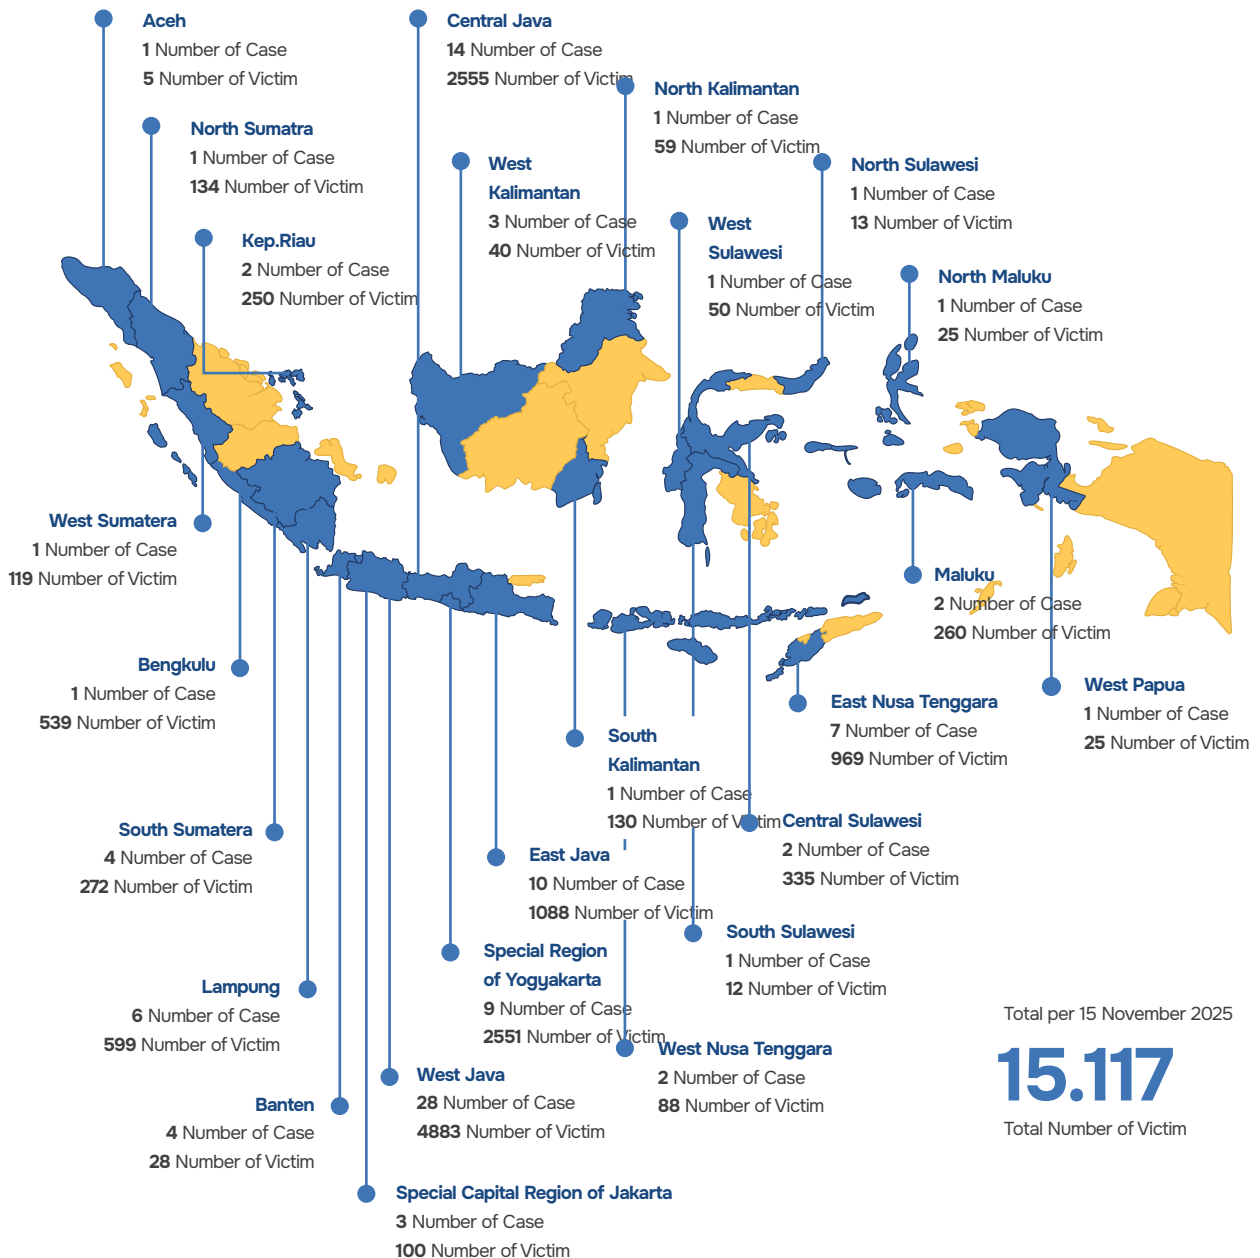 Aceh
1 Number of Case
5 Number of Victim
Central Java
14 Number of Case
2555 Number of Victim
North Kalimantan
1 Number of Case
59 Number of Victim
North Sumatra
1 Number of Case
134 Number of Victim
West
Kalimantan
3 Number of Case
40 Number of Victim
North Sulawesi
1 Number of Case
13 Number of Victim
West
Sulawesi
1 Number of Case
50 Number of Victim
Kep.Riau
2 Number of Case
250 Number of Victim
North Maluku
1 Number of Case
25 Number of Victim
West Sumatera
1 Number of Case
119 Number of Victim
Maluku
2 Number of Case
260 Number of Victim
Bengkulu
1 Number of Case
539 Number of Victim
West Papua
1 Number of Case
25 Number of Victim
East Nusa Tenggara
7 Number of Case
969 Number of Victim
South
Kalimantan
1 Number of Case
130 Number of Victim
South Sumatera
4 Number of Case
272 Number of Victim
Central Sulawesi
2 Number of Case
335 Number of Victim
East Java
10 Number of Case
1088 Number of Victim
South Sulawesi
1 Number of Case
12 Number of Victim
Special Region
of Yogyakarta
9 Number of Case
2551 Number of Victim
Lampung
6 Number of Case
599 Number of Victim
West Nusa Tenggara
2 Number of Case
88 Number of Victim
West Java
28 Number of Case
4883 Number of Victim
Banten
4 Number of Case
28 Number of Victim
Special Capital Region of Jakarta
3 Number of Case
100 Number of Victim
Total per 15 November 2025
15.117
Total Number of Victim